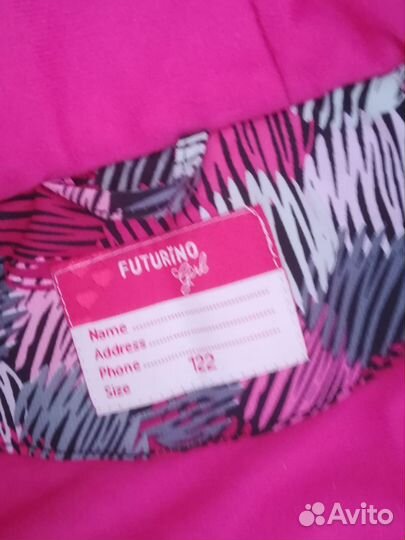 FUTURINO
girl
Name
Address
Phone
Size 122
Avito